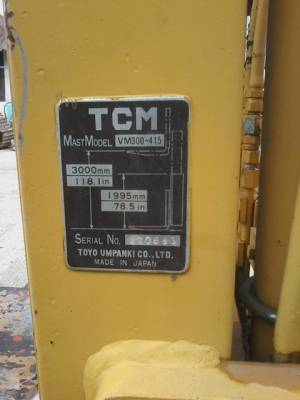 TCM
MAST MODEL VM300-415
3000mm
118.1in
1995mm
78.5in
SERIAL NO.
TOYO UMPANKI CO., LTD.
MADE IN JAPAN